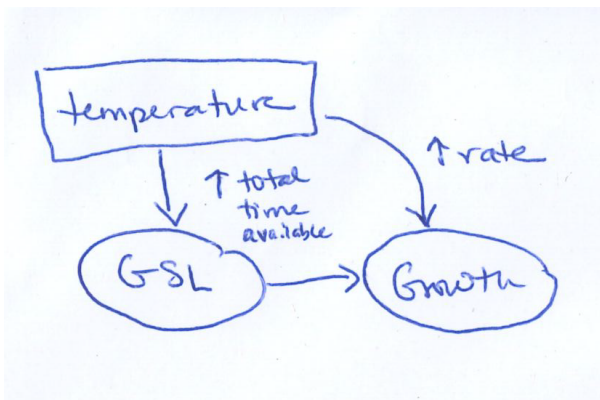 temperature
↑ rate
↑ total
time
available
GSL
Growth